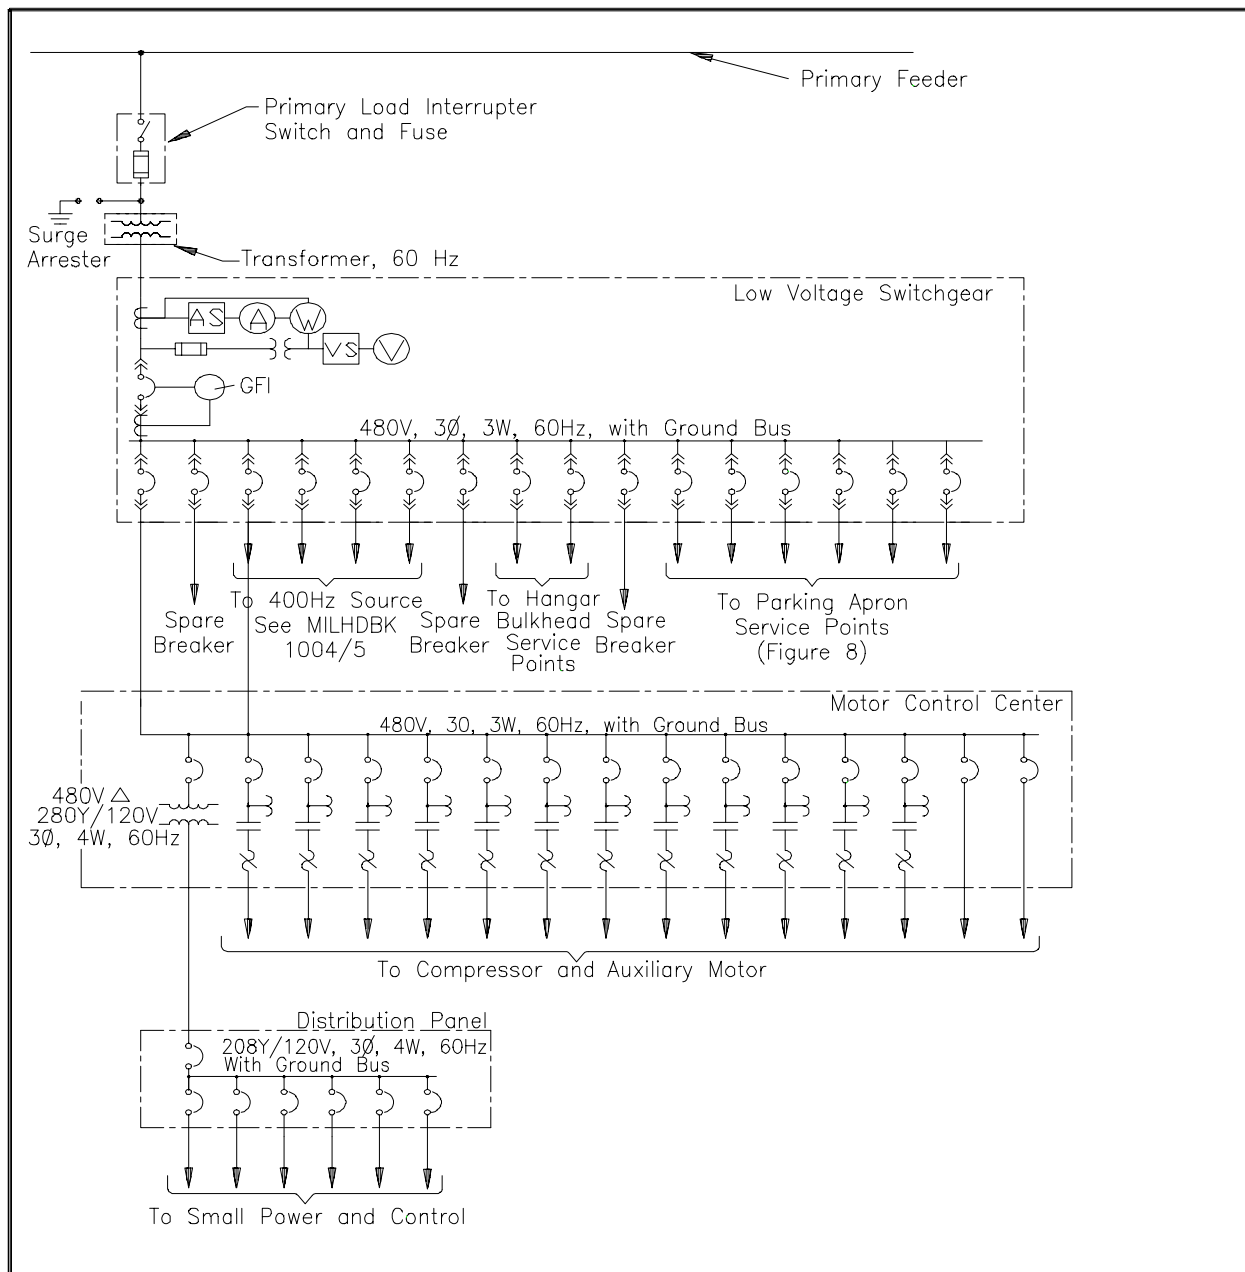 Primary Feeder
Primary Load Interrupter
Switch and Fuse
Surge
Arrester
Transformer, 60 Hz
Low Voltage Switchgear
AS
A
W
VS
V
GFI
480V, 3Ø, 3W, 60Hz, with Ground Bus
Spare
Breaker
To 400Hz Source
See MILHDBK
1004/5
Spare
Breaker
To Hangar
Bulkhead
Service
Points
Spare
Breaker
To Parking Apron
Service Points
(Figure 8)
Motor Control Center
480V, 30, 3W, 60Hz, with Ground Bus
480V △
280Y/120V
3Ø, 4W, 60Hz
To Compressor and Auxiliary Motor
Distribution Panel
208Y/120V, 3Ø, 4W, 60Hz
With Ground Bus
To Small Power and Control